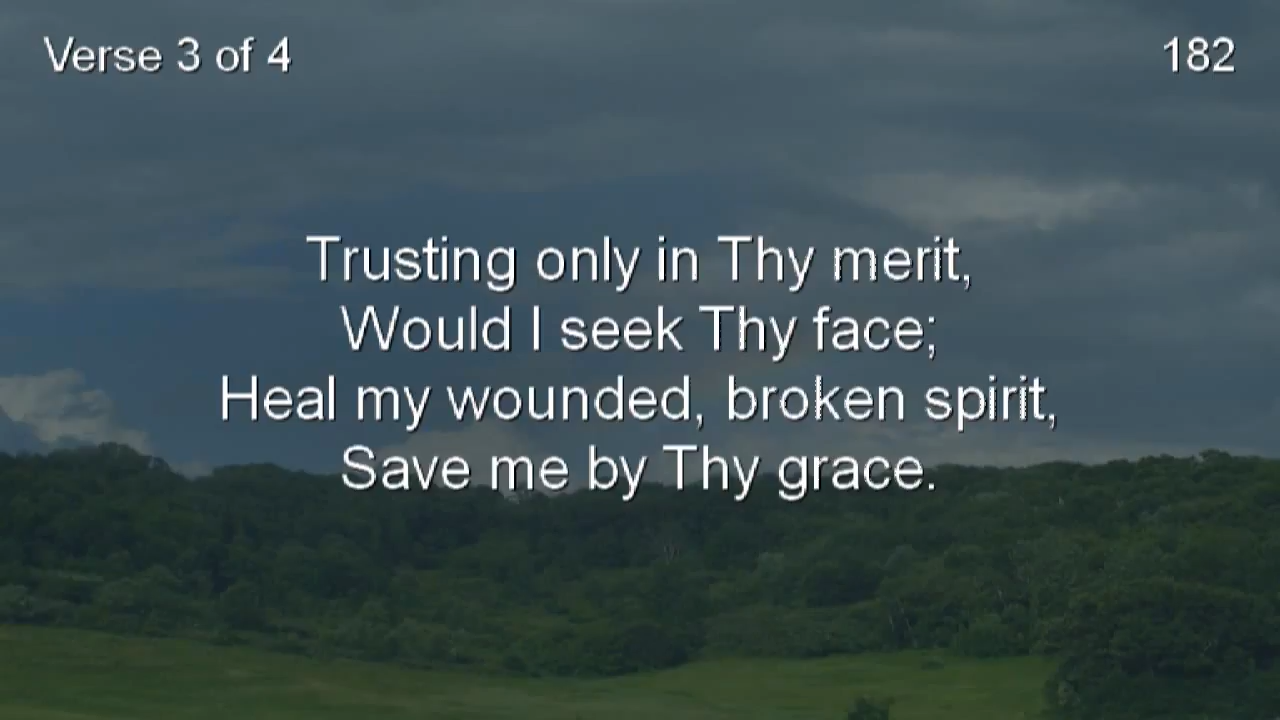 Verse 3 of 4
182
Trusting only in Thy merit,
Would I seek Thy face;
Heal my wounded, broken spirit,
Save me by Thy grace.